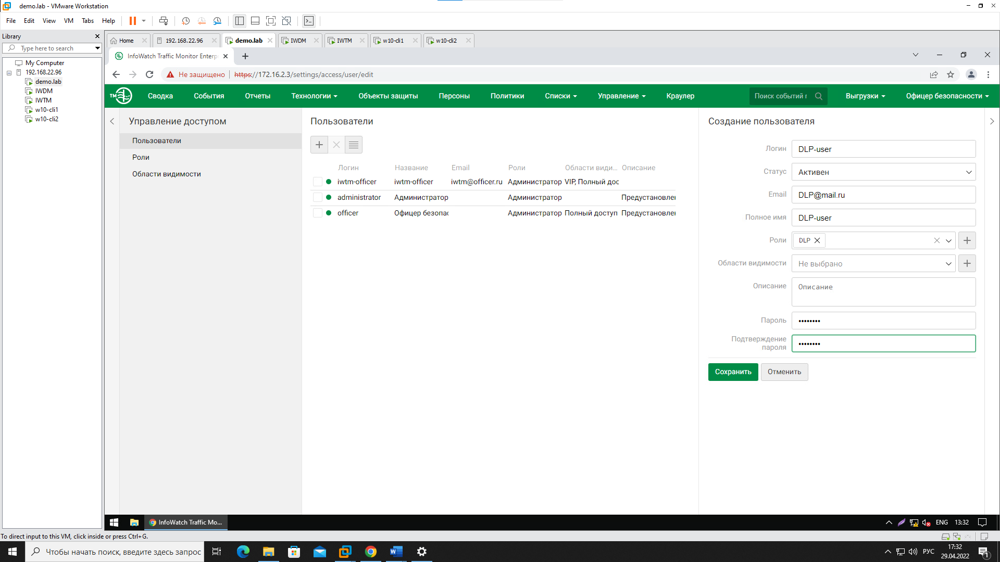 demo.lab - VMware Workstation
File Edit View VM Tabs Help
Library
Type here to search
My Computer
192.168.22.96
demo.lab
IWDM
IWTM
w10-cli1
w10-cli2
Home 192.168.22.96 demo.lab IWDM IWTM w10-cli1 w10-cli2
InfoWatch Traffic Monitor Enterp
Не защищено https://172.16.2.3/settings/access/user/edit
TM Сводка События Отчеты Технологии Объекты защиты Персоны Политики Списки Управление Краулер Поиск событий г Выгрузки Офицер безопасности
Управление доступом
Пользователи
Роли
Области видимости
Пользователи
Логин Название Email Роли Области види... Описание
iwtm-officer iwtm-officer iwtm@officer.ru Администратор VIP, Полный дос
administrator Администратор Администратор Предустановлен
officer Офицер безопас Администратор Полный доступ Предустановлен
Создание пользователя
Логин DLP-user
Статус Активен
Email DLP@mail.ru
Полное имя DLP-user
Роли DLP
Области видимости Не выбрано
Описание Описание
Пароль ••••••••
Подтверждение
пароля ••••••••
Сохранить Отменить
InfoWatch Traffic Mo... ENG 13:32
To direct input to this VM, click inside or press Ctrl+G.
Чтобы начать поиск, введите здесь запрос РУС 17:32
29.04.2022 1